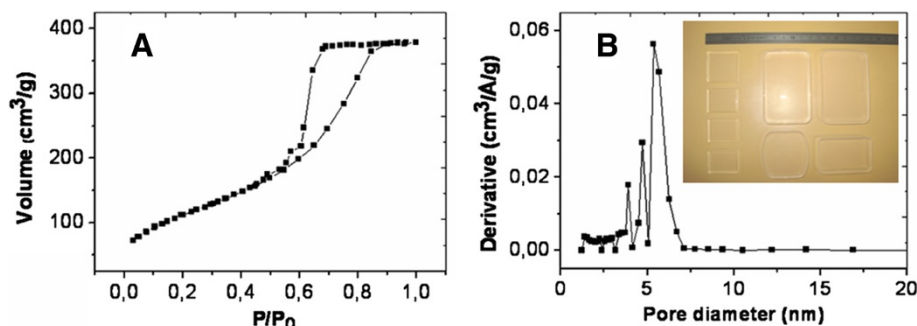 A
Volume (cm³/g)
400
300
200
100
0,0 0,2 0,4 0,6 0,8 1,0
P/P₀
B
Derivative (cm³/A/g)
0,06
0,04
0,02
0,00
0 5 10 15 20
Pore diameter (nm)